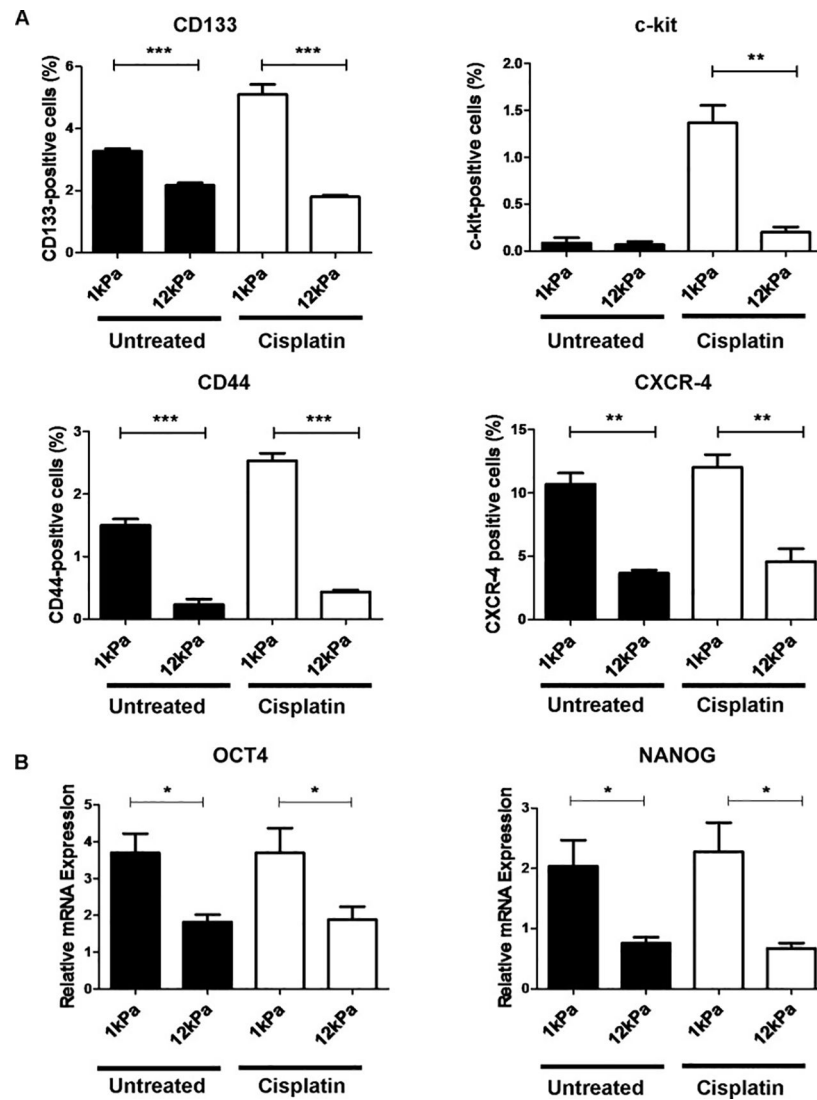 A
CD133
CD133-positive cells (%)
6
4
2
0
***
***
1kPa
12kPa
1kPa
12kPa
Untreated
Cisplatin
c-kit
c-kit-positive cells (%)
2.0
1.5
1.0
0.5
0.0
**
1kPa
12kPa
1kPa
12kPa
Untreated
Cisplatin
CD44
CD44-positive cells (%)
3
2
1
0
***
***
1kPa
12kPa
1kPa
12kPa
Untreated
Cisplatin
CXCR-4
CXCR-4 positive cells (%)
15
10
5
0
**
**
1kPa
12kPa
1kPa
12kPa
Untreated
Cisplatin
B
OCT4
Relative mRNA Expression
5
4
3
2
1
0
*
*
1kPa
12kPa
1kPa
12kPa
Untreated
Cisplatin
NANOG
Relative mRNA Expression
3
2
1
0
*
*
1kPa
12kPa
1kPa
12kPa
Untreated
Cisplatin